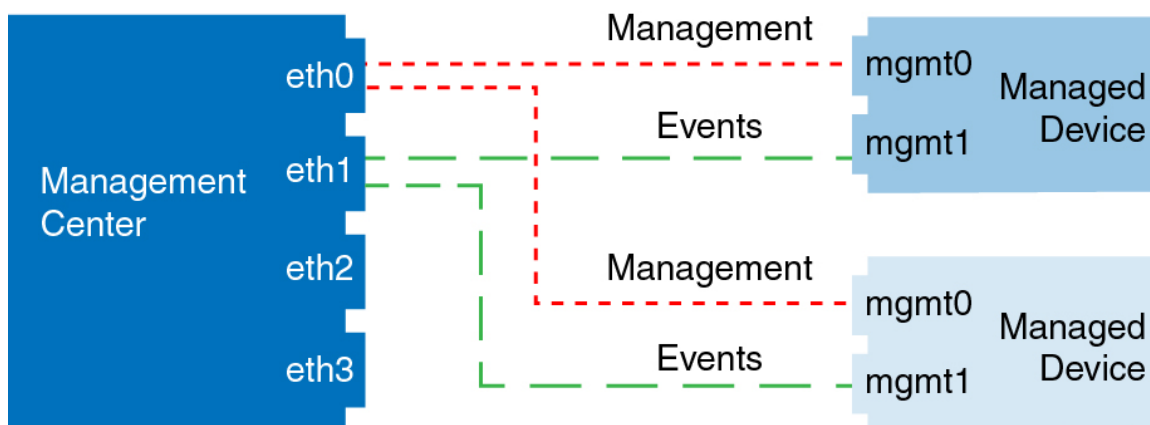 Management
mgmt0
eth0
Managed
Device
Events
mgmt1
eth1
Management
Center
eth2
Management
mgmt0
Managed
Device
eth3
Events
mgmt1